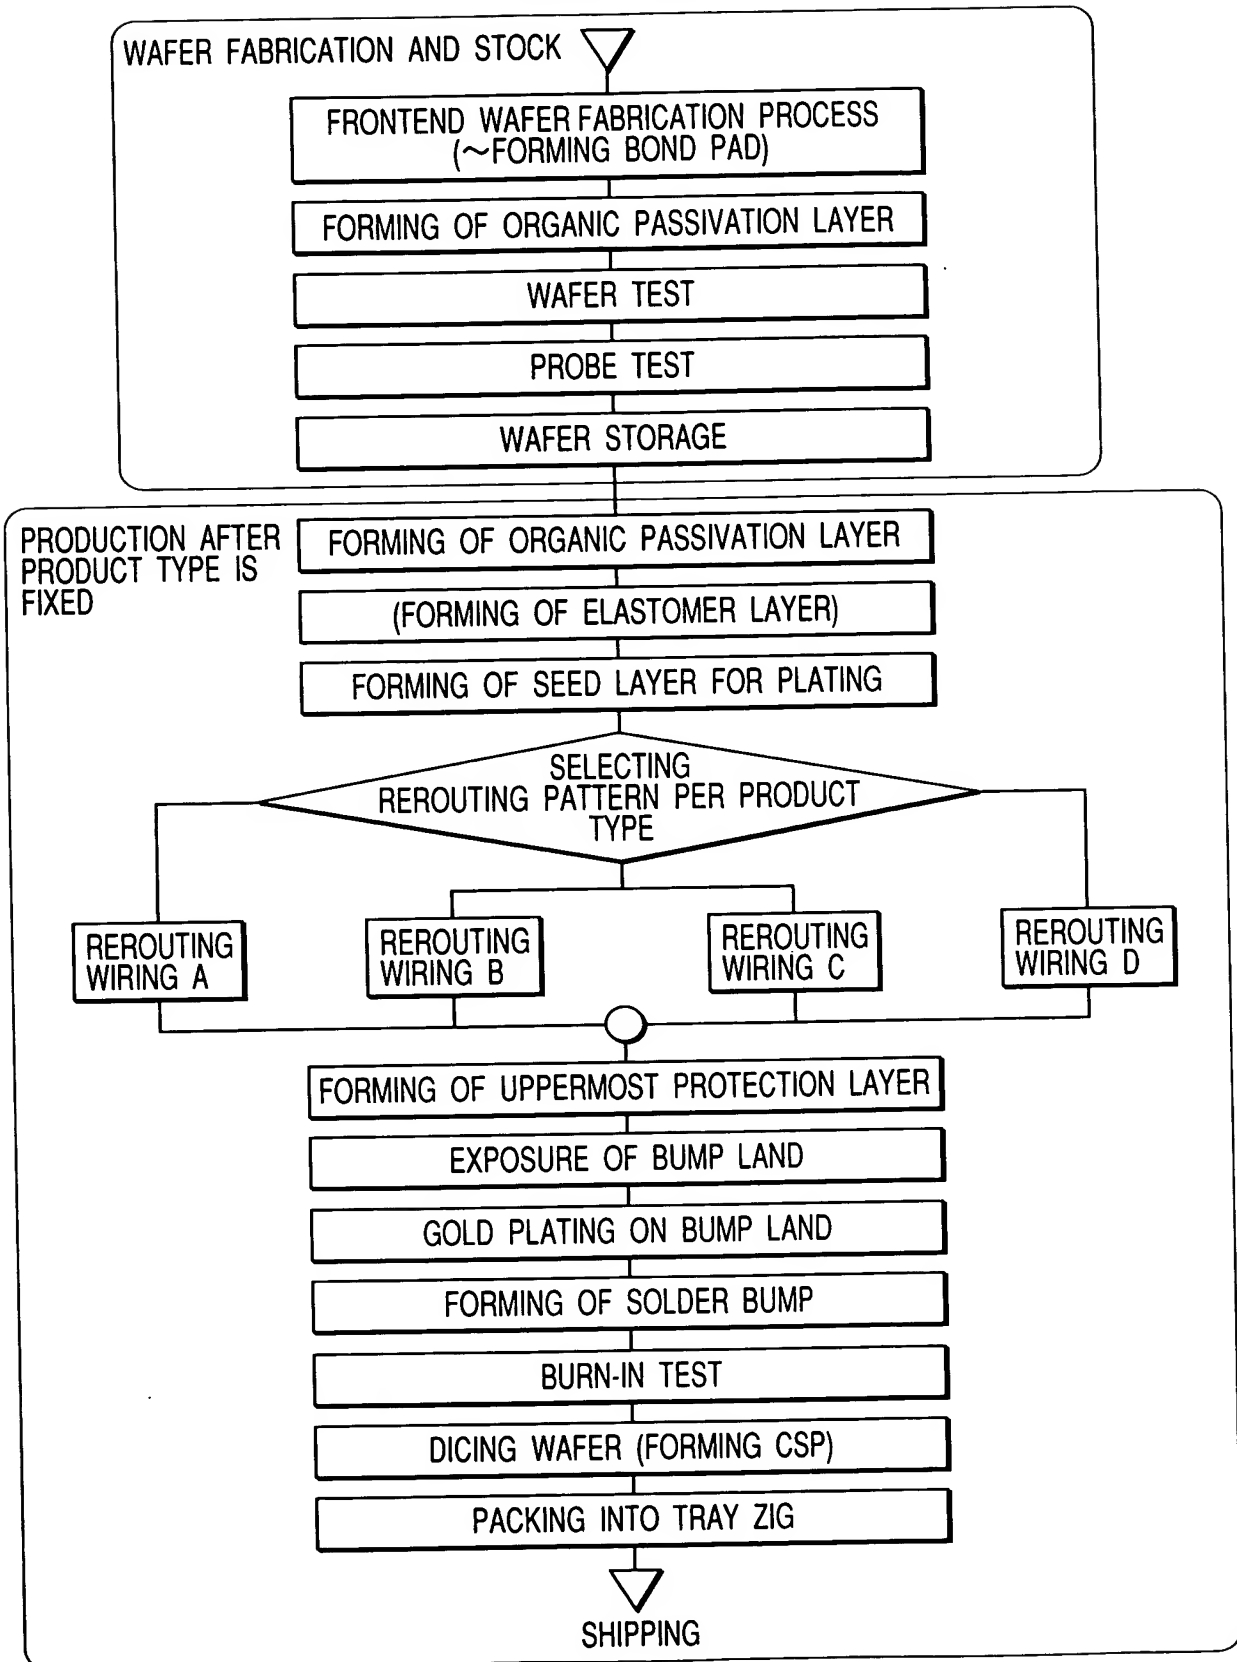 WAFER FABRICATION AND STOCK
FRONTEND WAFER FABRICATION PROCESS
(~FORMING BOND PAD)
FORMING OF ORGANIC PASSIVATION LAYER
WAFER TEST
PROBE TEST
WAFER STORAGE
PRODUCTION AFTER
PRODUCT TYPE IS
FIXED
FORMING OF ORGANIC PASSIVATION LAYER
(FORMING OF ELASTOMER LAYER)
FORMING OF SEED LAYER FOR PLATING
SELECTING
REROUTING PATTERN PER PRODUCT
TYPE
REROUTING
WIRING A
REROUTING
WIRING B
REROUTING
WIRING C
REROUTING
WIRING D
FORMING OF UPPERMOST PROTECTION LAYER
EXPOSURE OF BUMP LAND
GOLD PLATING ON BUMP LAND
FORMING OF SOLDER BUMP
BURN-IN TEST
DICING WAFER (FORMING CSP)
PACKING INTO TRAY ZIG
SHIPPING